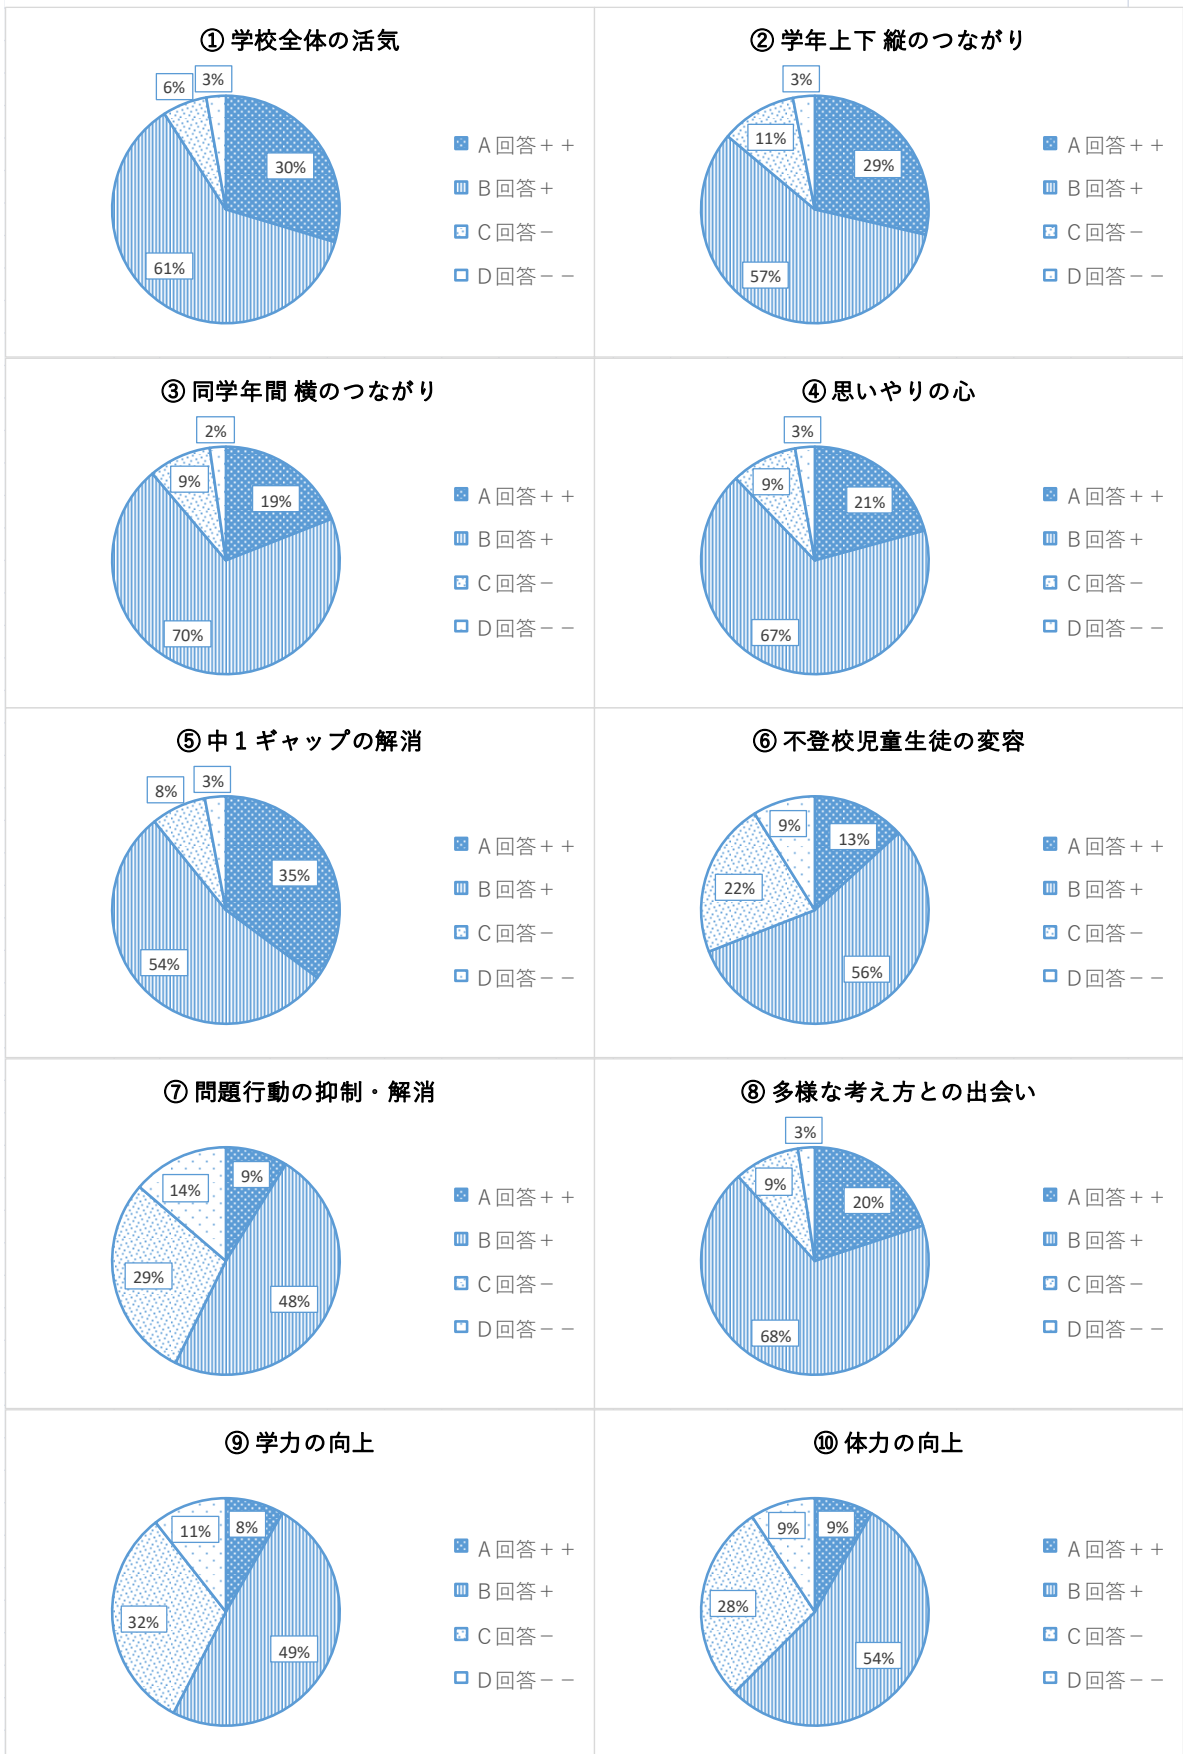 ① 学校全体の活気
6%
3%
30%
61%
A回答++
B回答+
C回答−
D回答−−
② 学年上下 縦のつながり
3%
11%
29%
57%
A回答++
B回答+
C回答−
D回答−−
③ 同学年間 横のつながり
2%
9%
19%
70%
A回答++
B回答+
C回答−
D回答−−
④ 思いやりの心
3%
9%
21%
67%
A回答++
B回答+
C回答−
D回答−−
⑤ 中1ギャップの解消
8%
3%
35%
54%
A回答++
B回答+
C回答−
D回答−−
⑥ 不登校児童生徒の変容
9%
13%
22%
56%
A回答++
B回答+
C回答−
D回答−−
⑦ 問題行動の抑制・解消
14%
9%
29%
48%
A回答++
B回答+
C回答−
D回答−−
⑧ 多様な考え方との出会い
3%
9%
20%
68%
A回答++
B回答+
C回答−
D回答−−
⑨ 学力の向上
11%
8%
32%
49%
A回答++
B回答+
C回答−
D回答−−
⑩ 体力の向上
9%
9%
28%
54%
A回答++
B回答+
C回答−
D回答−−